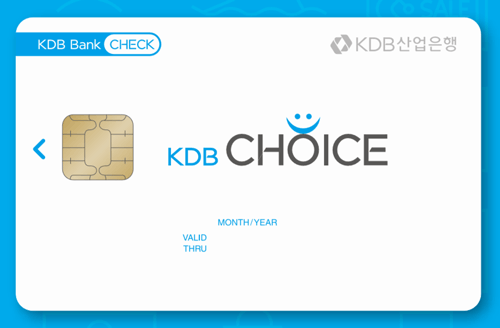 KDB Bank CHECK
KDB산업은행
KDB CHOICE
MONTH/YEAR
VALID
THRU